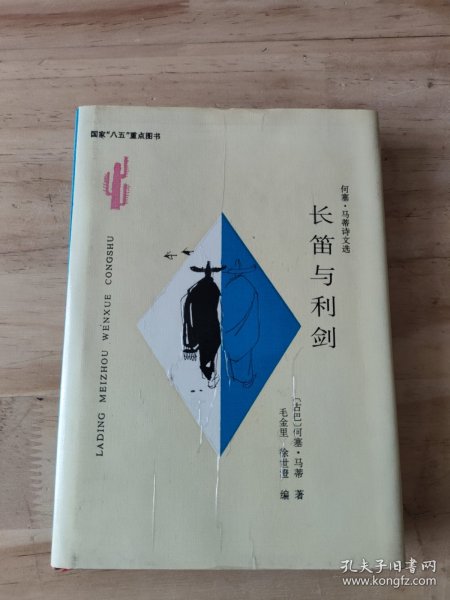 国家“八五”重点图书
LADING MEIZHOU WENXUE CONGSHU
何塞·马蒂诗文选
长笛与利剑
〔古巴〕何塞·马蒂 著
毛金里 徐世澄 编
孔夫子旧书网
www.kongfz.com